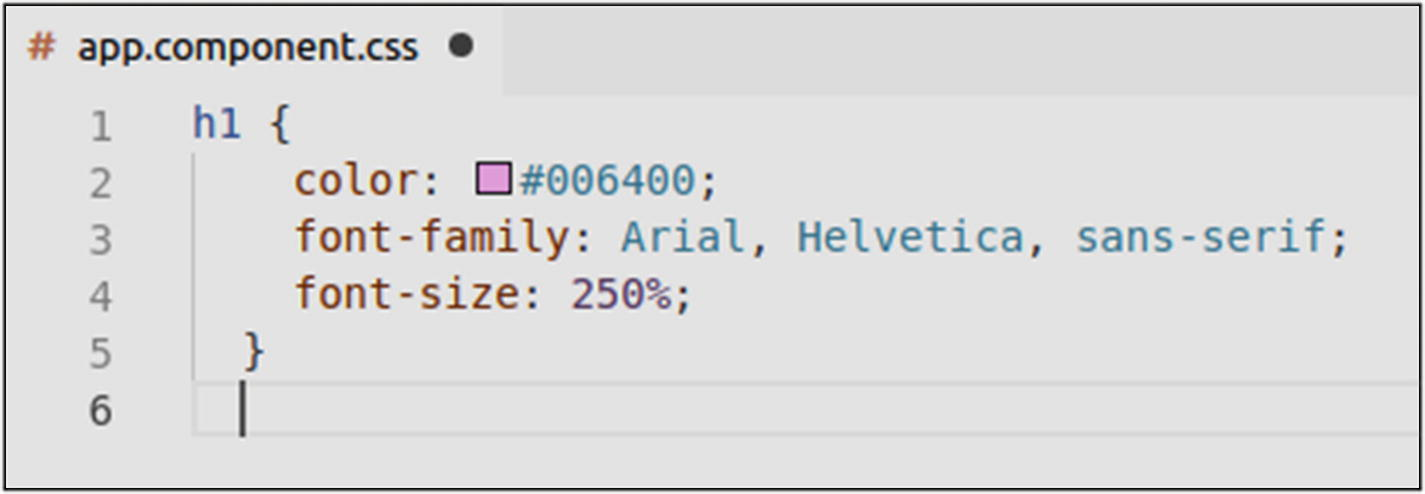 # app.component.css
1 h1 {
2 color: #006400;
3 font-family: Arial, Helvetica, sans-serif;
4 font-size: 250%;
5 }
6